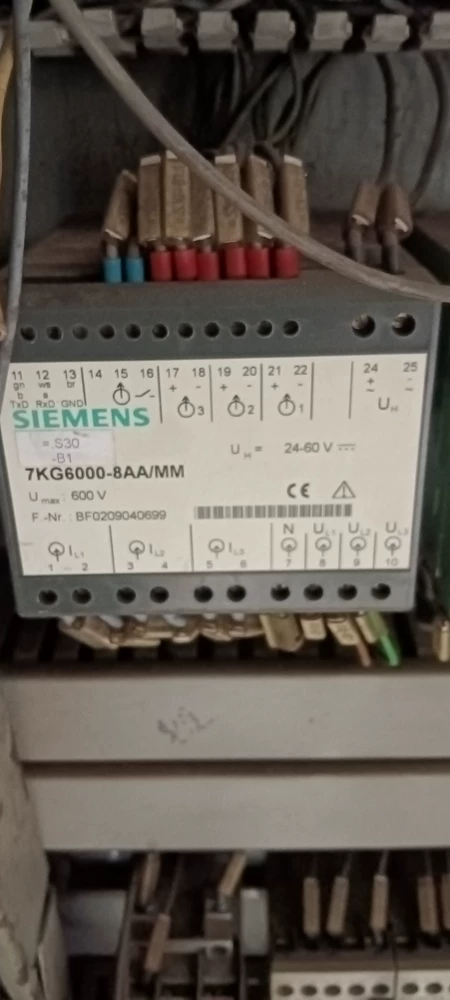 11 12 13 14 15 16 17 18 19 20 21 22 24 25
gn ws br + - + - + - + -
b a
TxD RxD GND 3 2 1 UH
SIEMENS
=.S30
-B1
UH = 24-60 V
7KG6000-8AA/MM
Umax: 600 V
CE
F.-Nr.: BF0209040699
N UL1 UL2 UL3
IL1 IL2 IL3
1 2 3 4 5 6 7 8 9 10